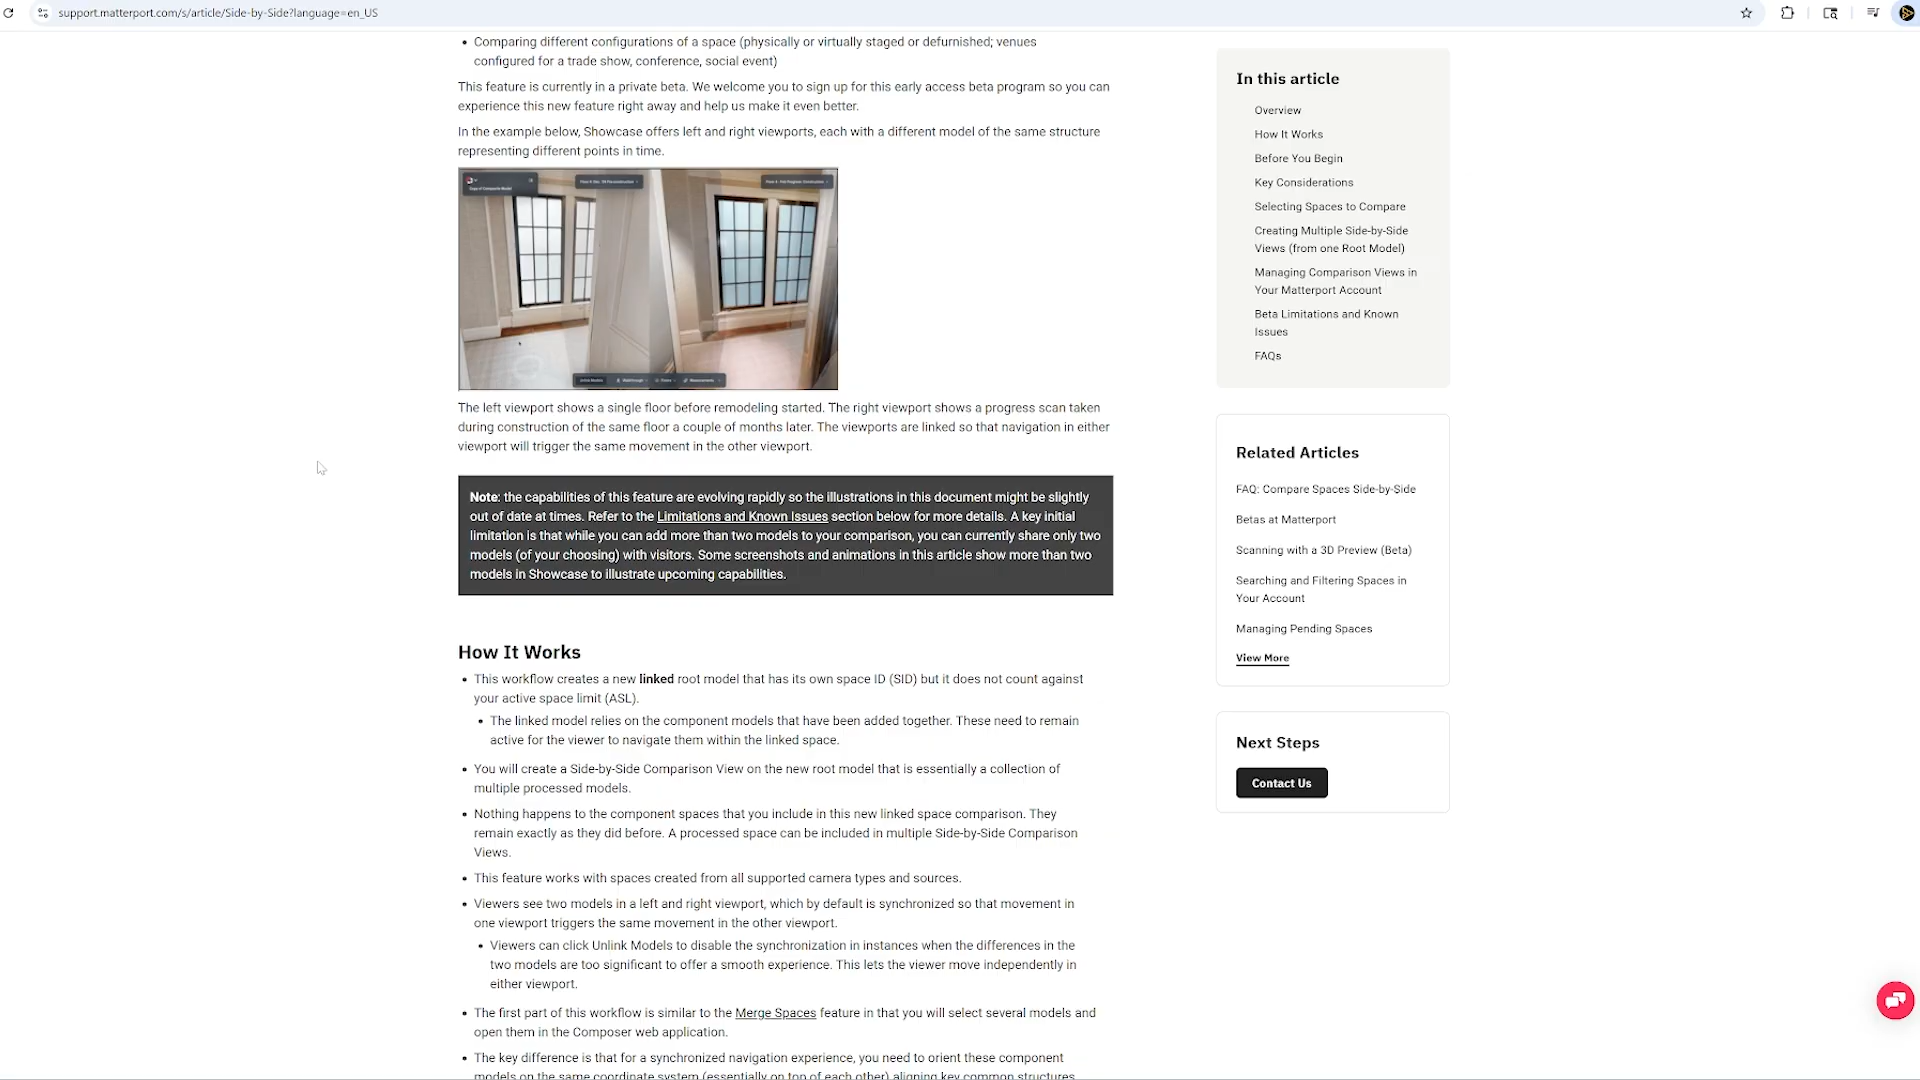 support.matterport.com/s/article/Side-by-Side?language=en_US
• Comparing different configurations of a space (physically or virtually staged or defurnished; venues
configured for a trade show, conference, social event)
This feature is currently in a private beta. We welcome you to sign up for this early access beta program so you can
experience this new feature right away and help us make it even better.
In the example below, Showcase offers left and right viewports, each with a different model of the same structure
representing different points in time.
The left viewport shows a single floor before remodeling started. The right viewport shows a progress scan taken
during construction of the same floor a couple of months later. The viewports are linked so that navigation in either
viewport will trigger the same movement in the other viewport.
Note: the capabilities of this feature are evolving rapidly so the illustrations in this document might be slightly
out of date at times. Refer to the Limitations and Known Issues section below for more details. A key initial
limitation is that while you can add more than two models to your comparison, you can currently share only two
models (of your choosing) with visitors. Some screenshots and animations in this article show more than two
models in Showcase to illustrate upcoming capabilities.
How It Works
• This workflow creates a new linked root model that has its own space ID (SID) but it does not count against
your active space limit (ASL).
• The linked model relies on the component models that have been added together. These need to remain
active for the viewer to navigate them within the linked space.
• You will create a Side-by-Side Comparison View on the new root model that is essentially a collection of
multiple processed models.
• Nothing happens to the component spaces that you include in this new linked space comparison. They
remain exactly as they did before. A processed space can be included in multiple Side-by-Side Comparison
Views.
• This feature works with spaces created from all supported camera types and sources.
• Viewers see two models in a left and right viewport, which by default is synchronized so that movement in
one viewport triggers the same movement in the other viewport.
• Viewers can click Unlink Models to disable the synchronization in instances when the differences in the
two models are too significant to offer a smooth experience. This lets the viewer move independently in
either viewport.
• The first part of this workflow is similar to the Merge Spaces feature in that you will select several models and
open them in the Composer web application.
• The key difference is that for a synchronized navigation experience, you need to orient these component
models on the same coordinate system (essentially on top of each other) aligning key common structures
In this article
Overview
How It Works
Before You Begin
Key Considerations
Selecting Spaces to Compare
Creating Multiple Side-by-Side
Views (from one Root Model)
Managing Comparison Views in
Your Matterport Account
Beta Limitations and Known
Issues
FAQs
Related Articles
FAQ: Compare Spaces Side-by-Side
Betas at Matterport
Scanning with a 3D Preview (Beta)
Searching and Filtering Spaces in
Your Account
Managing Pending Spaces
View More
Next Steps
Contact Us